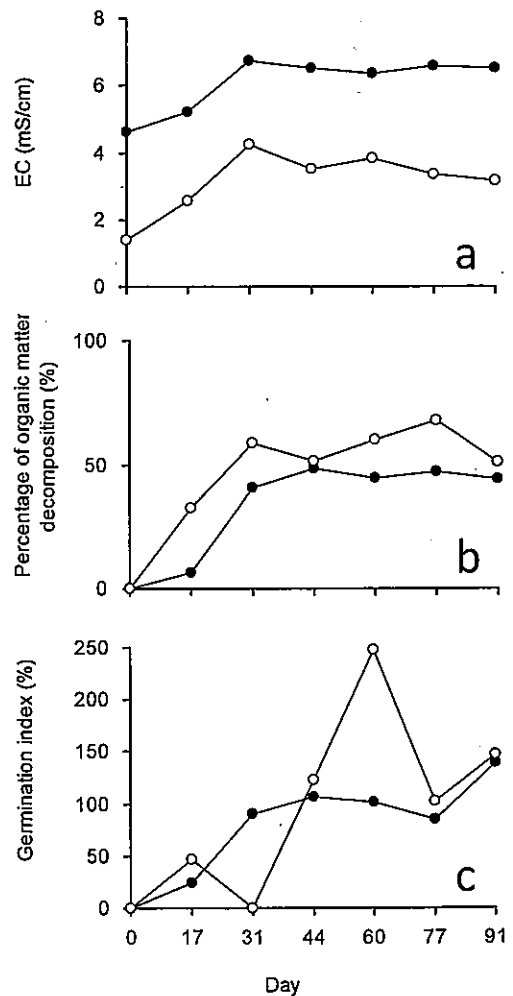 8
6
4
2
0
EC (mS/cm)
a
100
50
0
Percentage of organic matter
decomposition (%)
b
250
200
150
100
50
0
Germination index (%)
c
0 17 31 44 60 77 91
Day